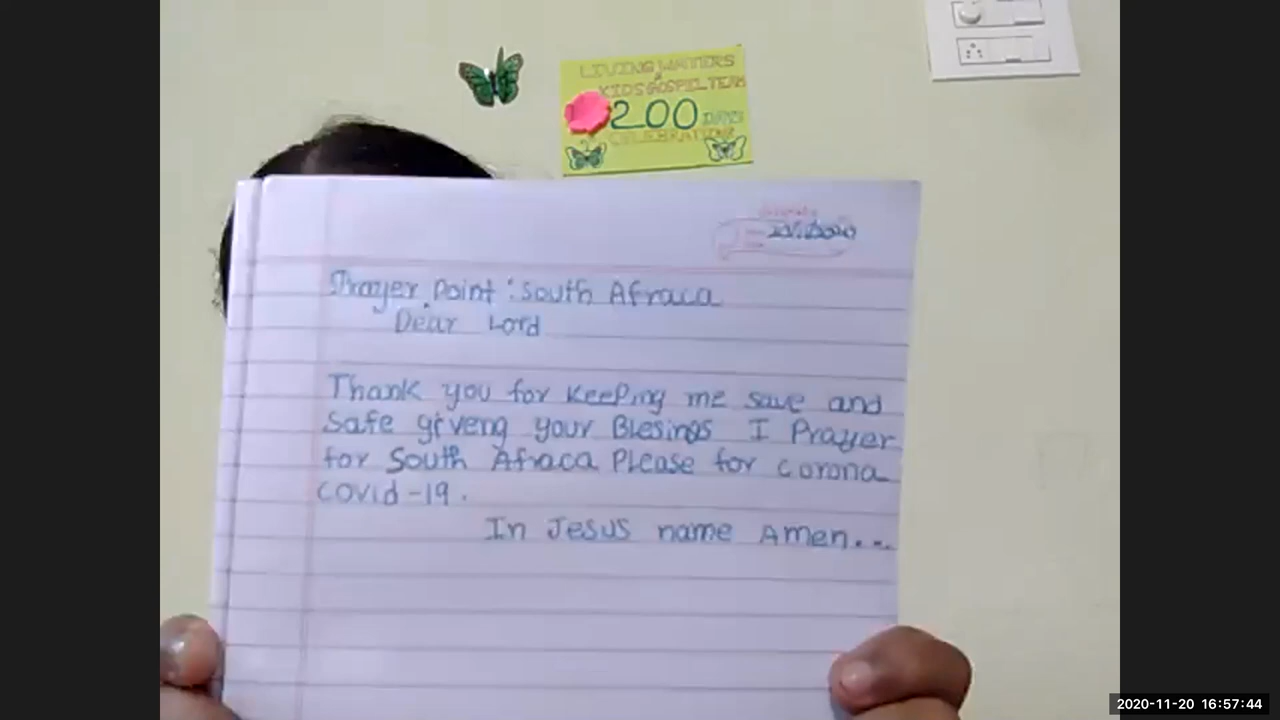 LIVING WATERS
KIDS GOSPEL TEAM
200 DAYS
CELEBRATION
Prayer Point : South Afraca
Dear Lord
Thank you for keeping me save and
Safe giveng your Blesings I Prayer
for South Afraca Please for corona
covid-19.
In Jesus name Amen...
2020-11-20 16:57:44